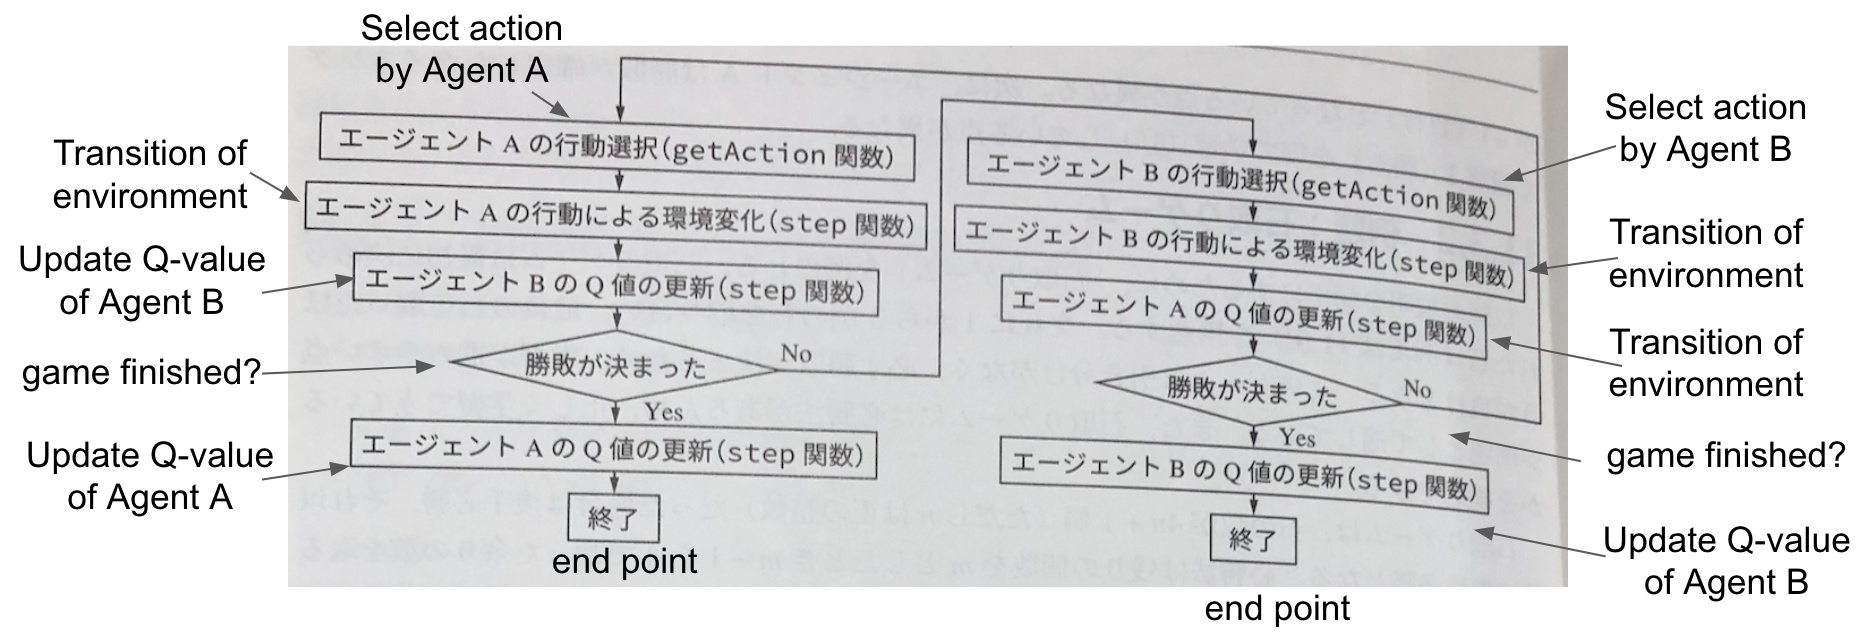 Select action
by Agent A
エージェント A の行動選択(getAction 関数)
Transition of
environment
エージェント A の行動による環境変化(step 関数)
Update Q-value
of Agent B
エージェント B の Q 値の更新(step 関数)
game finished?
勝敗が決まった
No
Yes
Update Q-value
of Agent A
エージェント A の Q 値の更新(step 関数)
終了
end point
Select action
by Agent B
エージェント B の行動選択(getAction 関数)
Transition of
environment
エージェント B の行動による環境変化(step 関数)
Transition of
environment
エージェント A の Q 値の更新(step 関数)
勝敗が決まった
No
Yes
game finished?
エージェント B の Q 値の更新(step 関数)
Update Q-value
of Agent B
終了
end point